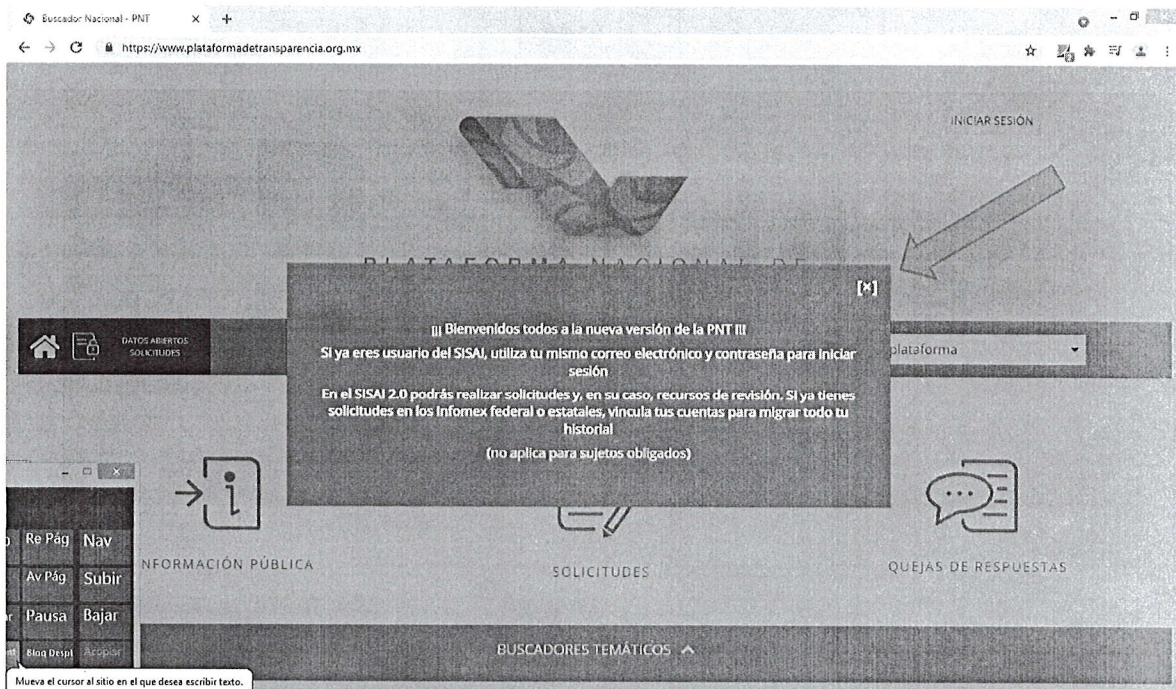 Buscador Nacional - PNT
https://www.plataformadetransparencia.org.mx
INICIAR SESIÓN
PLATAFORMA NACIONAL DE
[×]
¡¡¡ Bienvenidos todos a la nueva versión de la PNT !!!
Si ya eres usuario del SISAI, utiliza tu mismo correo electrónico y contraseña para iniciar
sesión
En el SISAI 2.0 podrás realizar solicitudes y, en su caso, recursos de revisión. Si ya tienes
solicitudes en los Infomex federal o estatales, vincula tus cuentas para migrar todo tu
historial
(no aplica para sujetos obligados)
DATOS ABIERTOS
SOLICITUDES
plataforma
NFORMACIÓN PÚBLICA
SOLICITUDES
QUEJAS DE RESPUESTAS
Re Pág Nav
Av Pág Subir
Pausa Bajar
Bloq Despl Acoplar
BUSCADORES TEMÁTICOS
Mueva el cursor al sitio en el que desea escribir texto.